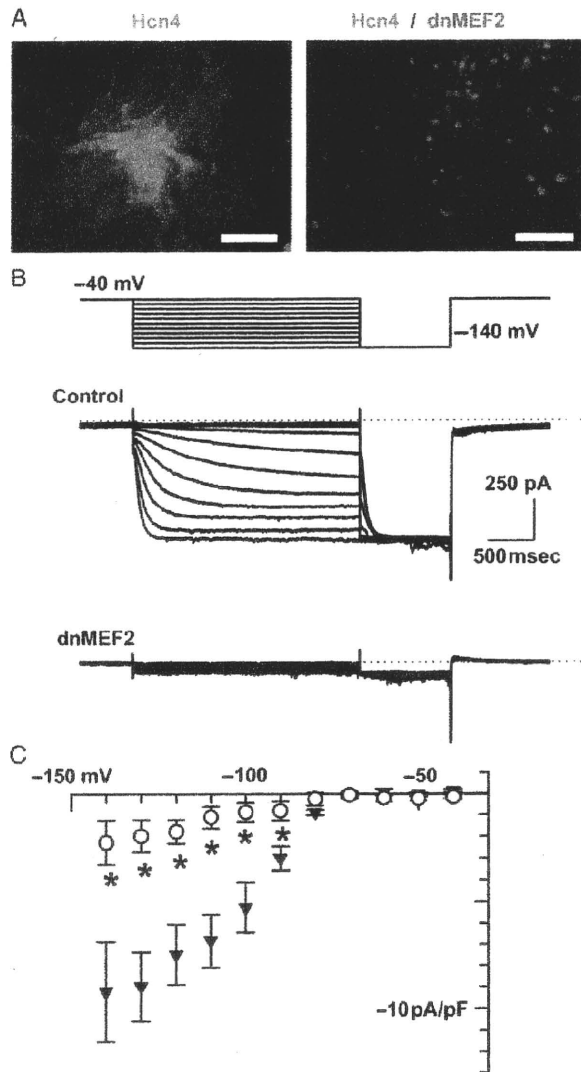 A
Hcn4
Hcn4 / dnMEF2
B
–40 mV
–140 mV
Control
250 pA
500 msec
dnMEF2
C
–150 mV
–100
–50
*
*
*
*
*
*
–10 pA/pF